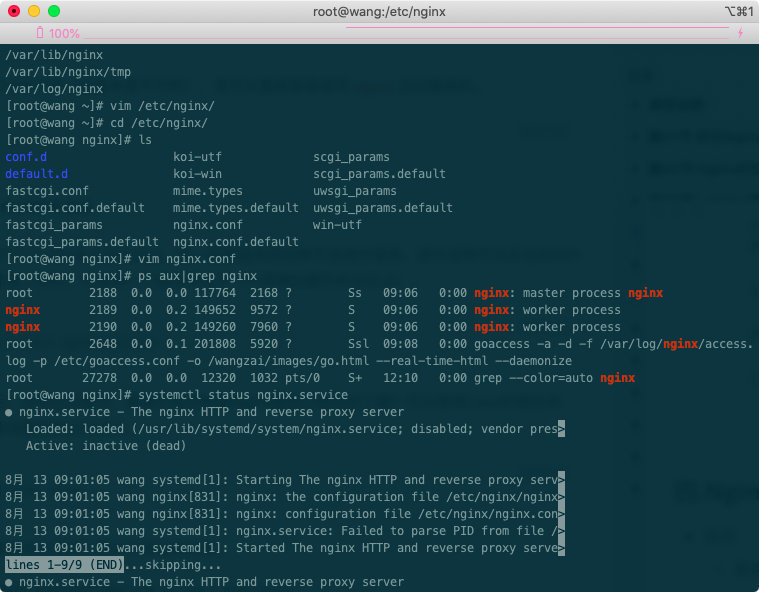 root@wang:/etc/nginx
⌥⌘1
100%
/var/lib/nginx
/var/lib/nginx/tmp
/var/log/nginx
[root@wang ~]# vim /etc/nginx/
[root@wang ~]# cd /etc/nginx/
[root@wang nginx]# ls
conf.d                  koi-utf             scgi_params
default.d               koi-win             scgi_params.default
fastcgi.conf            mime.types          uwsgi_params
fastcgi.conf.default    mime.types.default  uwsgi_params.default
fastcgi_params          nginx.conf          win-utf
fastcgi_params.default  nginx.conf.default
[root@wang nginx]# vim nginx.conf
[root@wang nginx]# ps aux|grep nginx
root        2188  0.0  0.0 117764  2168 ?        Ss   09:06   0:00 nginx: master process nginx
nginx       2189  0.0  0.2 149652  9572 ?        S    09:06   0:00 nginx: worker process
nginx       2190  0.0  0.2 149260  7960 ?        S    09:06   0:00 nginx: worker process
root        2648  0.0  0.1 201808  5920 ?        Ssl  09:08   0:00 goaccess -a -d -f /var/log/nginx/access.
log -p /etc/goaccess.conf -o /wangzai/images/go.html --real-time-html --daemonize
root       27278  0.0  0.0  12320  1032 pts/0    S+   12:10   0:00 grep --color=auto nginx
[root@wang nginx]# systemctl status nginx.service
● nginx.service - The nginx HTTP and reverse proxy server
   Loaded: loaded (/usr/lib/systemd/system/nginx.service; disabled; vendor pres>
   Active: inactive (dead)
8月 13 09:01:05 wang systemd[1]: Starting The nginx HTTP and reverse proxy serv>
8月 13 09:01:05 wang nginx[831]: nginx: the configuration file /etc/nginx/nginx>
8月 13 09:01:05 wang nginx[831]: nginx: configuration file /etc/nginx/nginx.con>
8月 13 09:01:05 wang systemd[1]: nginx.service: Failed to parse PID from file />
8月 13 09:01:05 wang systemd[1]: Started The nginx HTTP and reverse proxy serve>
lines 1-9/9 (END)...skipping...
● nginx.service - The nginx HTTP and reverse proxy server